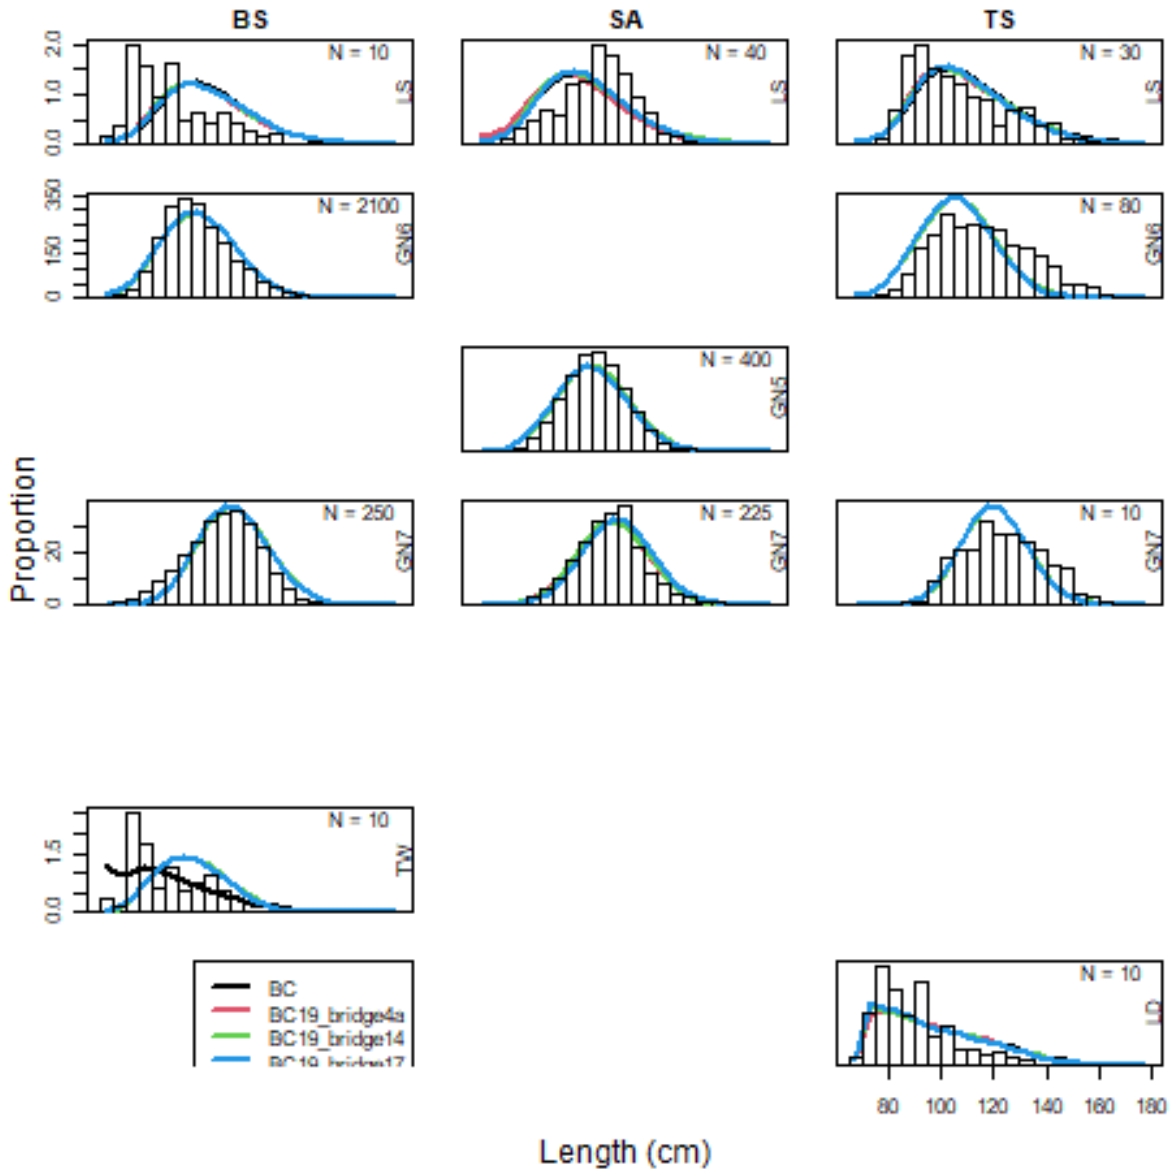 BS SA TS
2.0 1.0 0.0 N = 10 LS N = 40 LS N = 30 LS
350 150 0 N = 2100 GN6 N = 80 GN6
N = 400 GN5
Proportion
20 0 N = 250 GN7 N = 225 GN7 N = 10 GN7
1.5 0.0 N = 10 TW
BC
BC19_bridge4a
BC19_bridge14
BC19_bridge17
N = 10 LD
80 100 120 140 160 180
Length (cm)